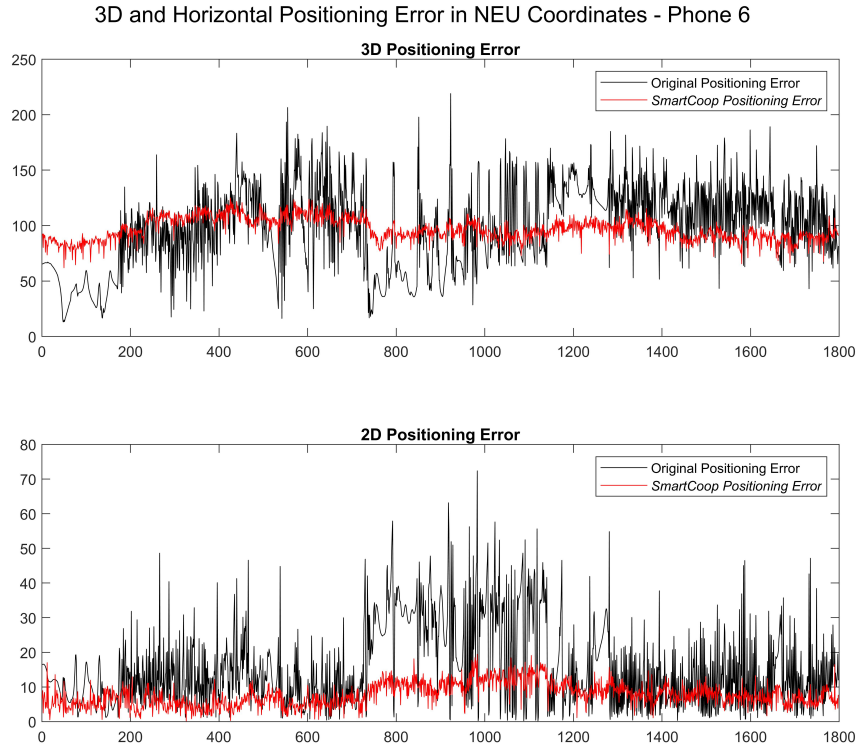 3D and Horizontal Positioning Error in NEU Coordinates - Phone 6
3D Positioning Error
250
200
150
100
50
0
Original Positioning Error
SmartCoop Positioning Error
0 200 400 600 800 1000 1200 1400 1600 1800
2D Positioning Error
80
70
60
50
40
30
20
10
0
Original Positioning Error
SmartCoop Positioning Error
0 200 400 600 800 1000 1200 1400 1600 1800